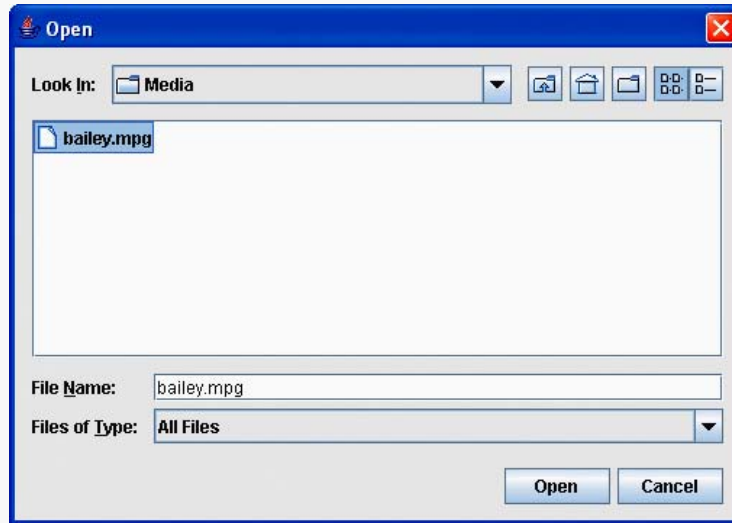 Open
Look In: Media
bailey.mpg
File Name: bailey.mpg
Files of Type: All Files
Open Cancel